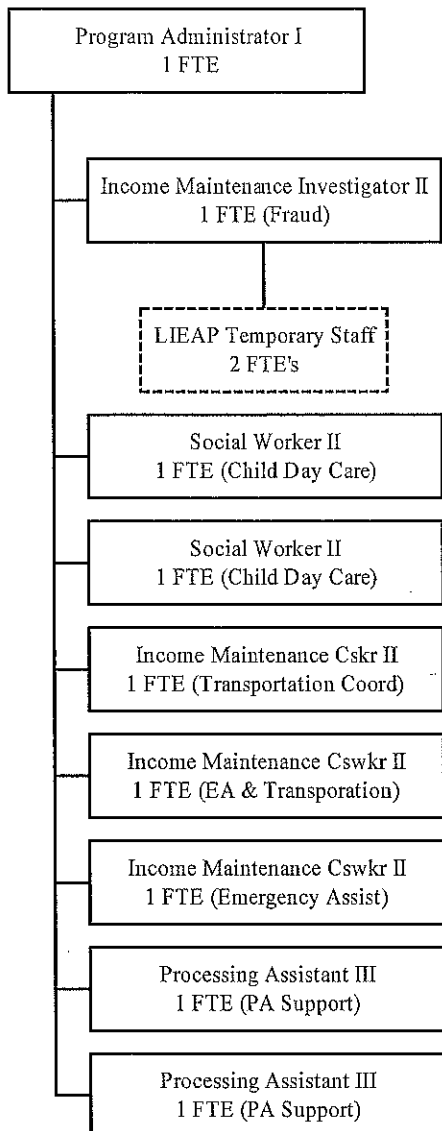 Program Administrator I
1 FTE
Income Maintenance Investigator II
1 FTE (Fraud)
LIEAP Temporary Staff
2 FTE's
Social Worker II
1 FTE (Child Day Care)
Social Worker II
1 FTE (Child Day Care)
Income Maintenance Cskr II
1 FTE (Transportation Coord)
Income Maintenance Cswkr II
1 FTE (EA & Transporation)
Income Maintenance Cswkr II
1 FTE (Emergency Assist)
Processing Assistant III
1 FTE (PA Support)
Processing Assistant III
1 FTE (PA Support)